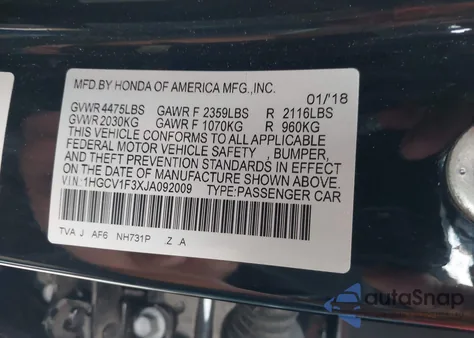 MFD.BY HONDA OF AMERICA MFG.,INC.
01/'18
GVWR 4475LBS GAWR F 2359LBS R 2116LBS
GVWR 2030KG GAWR F 1070KG R 960KG
THIS VEHICLE CONFORMS TO ALL APPLICABLE
FEDERAL MOTOR VEHICLE SAFETY , BUMPER,
AND THEFT PREVENTION STANDARDS IN EFFECT
ON THE DATE OF MANUFACTURE SHOWN ABOVE.
V.I.N.: 1HGCV1F3XJA092009 TYPE:PASSENGER CAR
TVA J AF6 NH731P Z .A
autaSnap